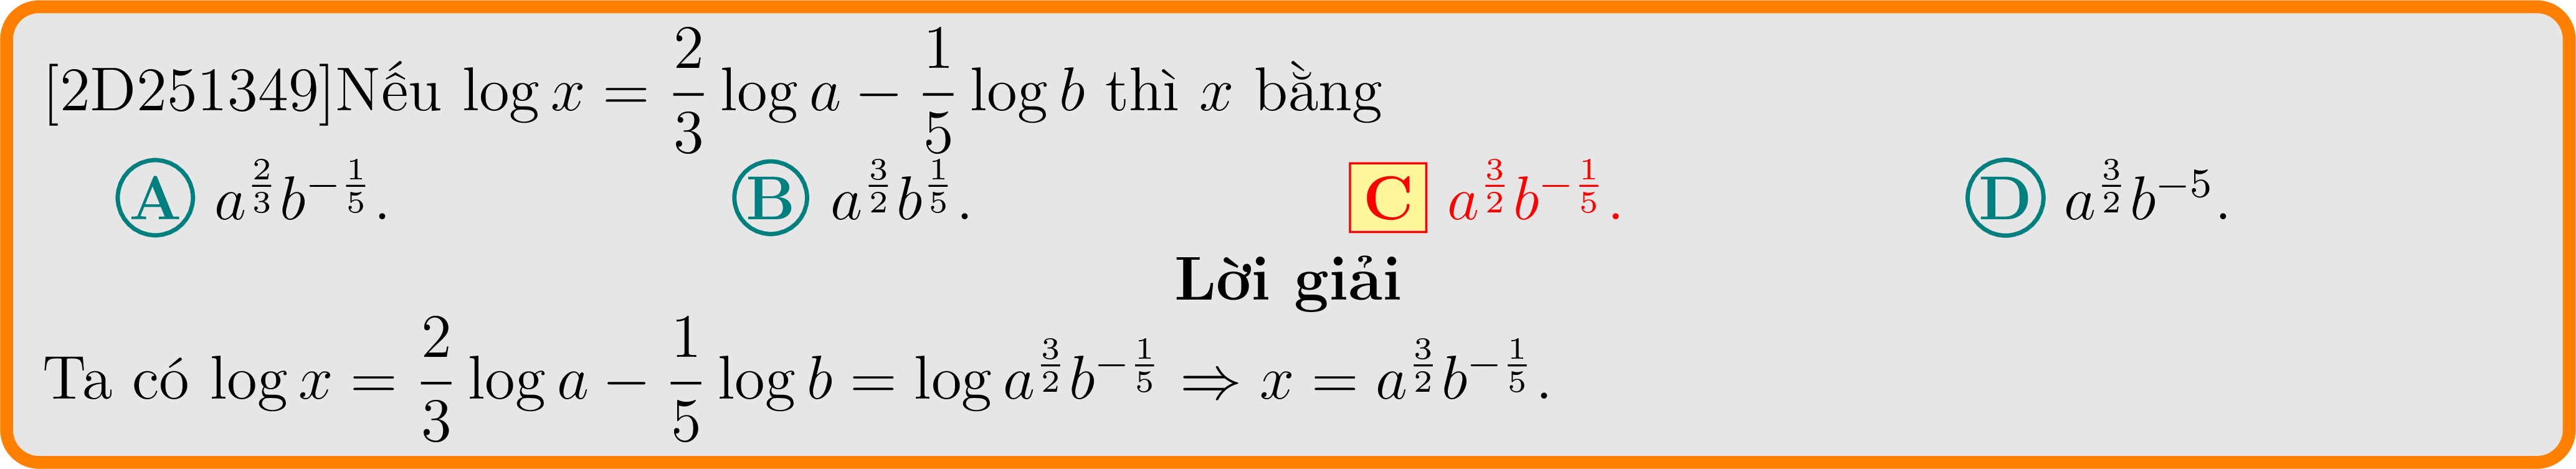 [2D251349]Nếu log x = \frac{2}{3} log a − \frac{1}{5} log b thì x bằng
A a^{\frac{2}{3}} b^{−\frac{1}{5}}. B a^{\frac{3}{2}} b^{\frac{1}{5}}. C a^{\frac{3}{2}} b^{−\frac{1}{5}}. D a^{\frac{3}{2}} b^{−5}.
Lời giải
Ta có log x = \frac{2}{3} log a − \frac{1}{5} log b = log a^{\frac{3}{2}} b^{−\frac{1}{5}} ⇒ x = a^{\frac{3}{2}} b^{−\frac{1}{5}}.